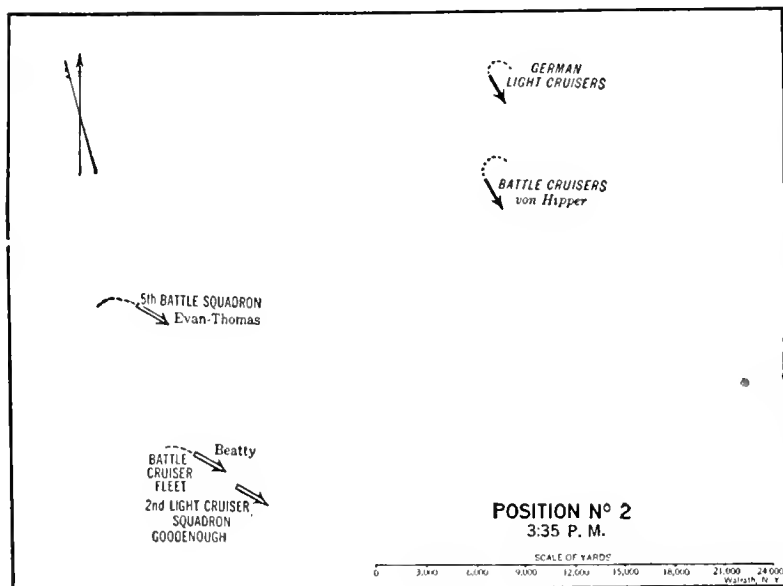 GERMAN
LIGHT CRUISERS
BATTLE CRUISERS
von Hipper
5th BATTLE SQUADRON
Evan-Thomas
Beatty
BATTLE
CRUISER
FLEET
2nd LIGHT CRUISER
SQUADRON
GOODENOUGH
POSITION Nº 2
3:35 P. M.
SCALE OF YARDS
0 3,000 6,000 9,000 12,000 15,000 18,000 21,000 24,000
Walrath, N. Y.